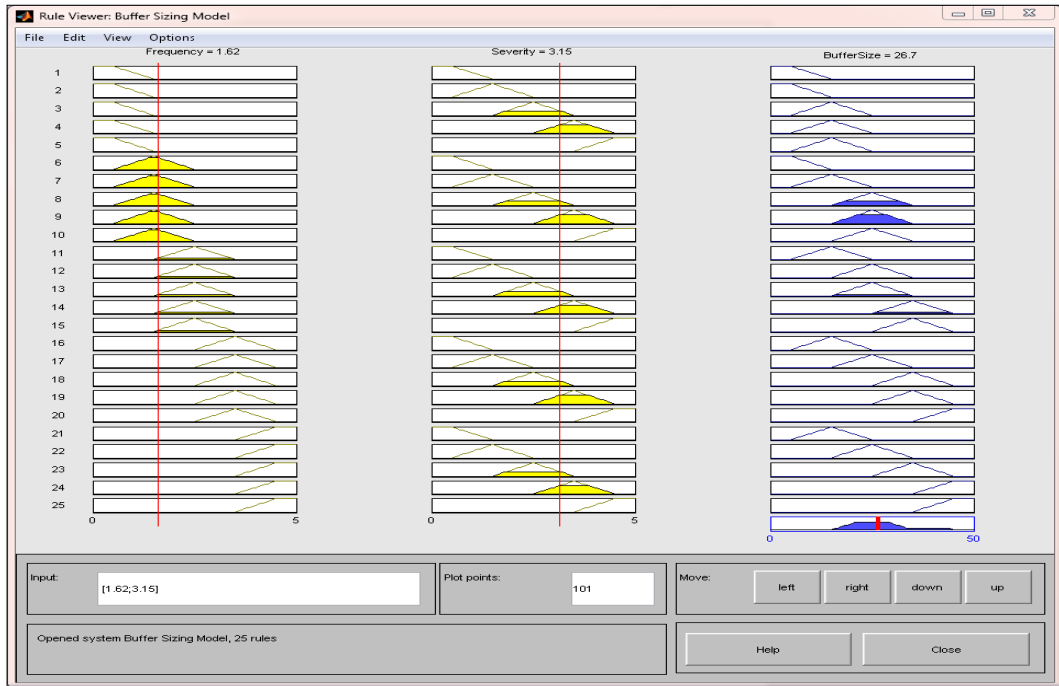 Rule Viewer: Buffer Sizing Model
File Edit View Options
Frequency = 1.62
Severity = 3.15
BufferSize = 26.7
1
2
3
4
5
6
7
8
9
10
11
12
13
14
15
16
17
18
19
20
21
22
23
24
25
0 5
0 5
0 50
Input: [1.62;3.15]
Plot points: 101
Move: left right down up
Opened system Buffer Sizing Model, 25 rules
Help Close